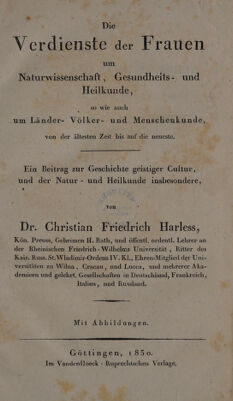 Die
Verdienste der Frauen
um
Naturwissenschaft, Gesundheits- und
Heilkunde,
so wie auch
um Länder- Völker- und Menschenkunde,
von der ältesten Zeit bis auf die neueste.
Ein Beitrag zur Geschichte geistiger Cultur,
und der Natur- und Heilkunde insbesondere,
von
Dr. Christian Friedrich Harless,
Kön. Preuss. Geheimen H. Rath, und öffentl. ordentl. Lehrer an
der Rheinischen Friedrich-Wilhelms Universität, Ritter des
Kais. Russ. St. Wladimir-Ordens IV. Kl., Ehren-Mitglied der Uni-
versitäten zu Wilna, Cracau, und mehrerer Aka-
demieen und gelehrt. Gesellschaften in Deutschland, Frankreich,
Italien, und Russland.
Mit Abbildungen.
Göttingen, 1830.
Im Vandenhoeck-Ruprechtschen Verlage.